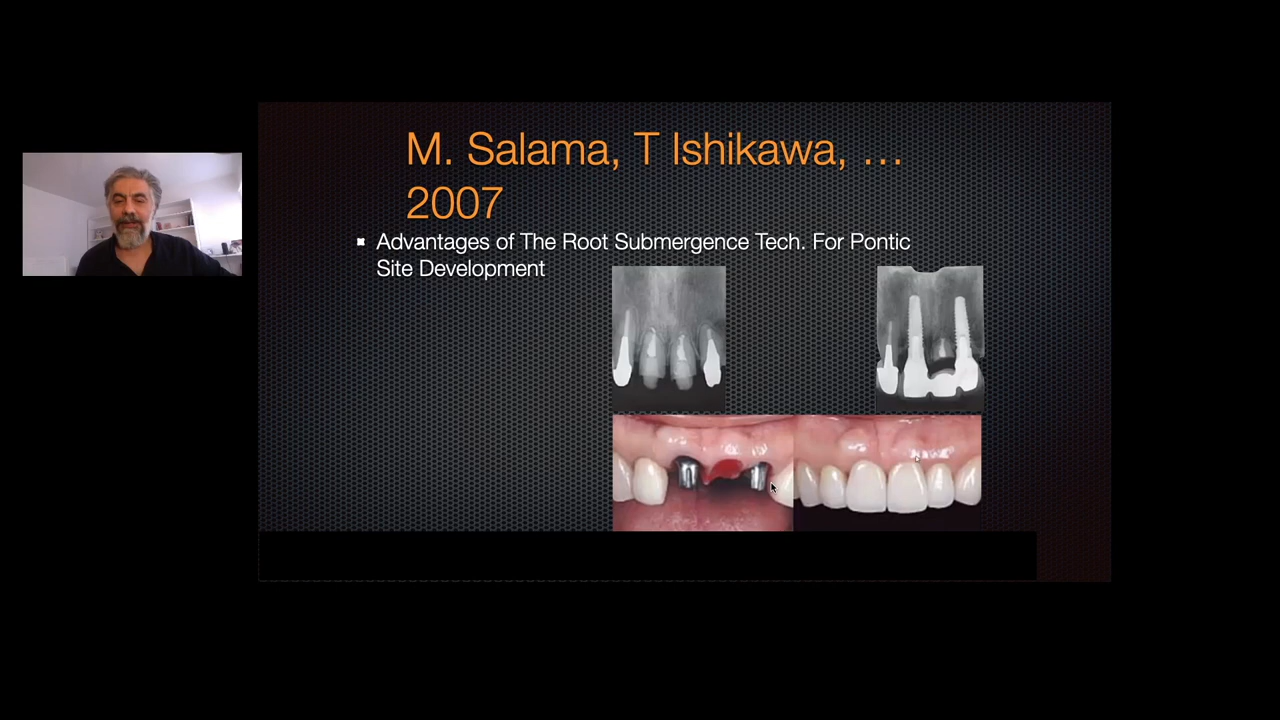 M. Salama, T Ishikawa, …
2007
Advantages of The Root Submergence Tech. For Pontic
Site Development